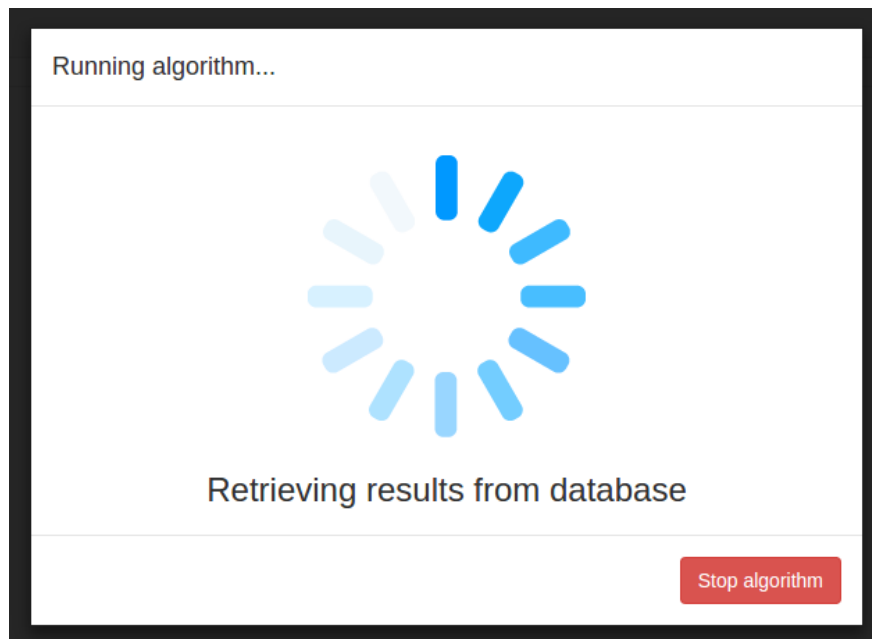 Running algorithm...
Retrieving results from database
Stop algorithm